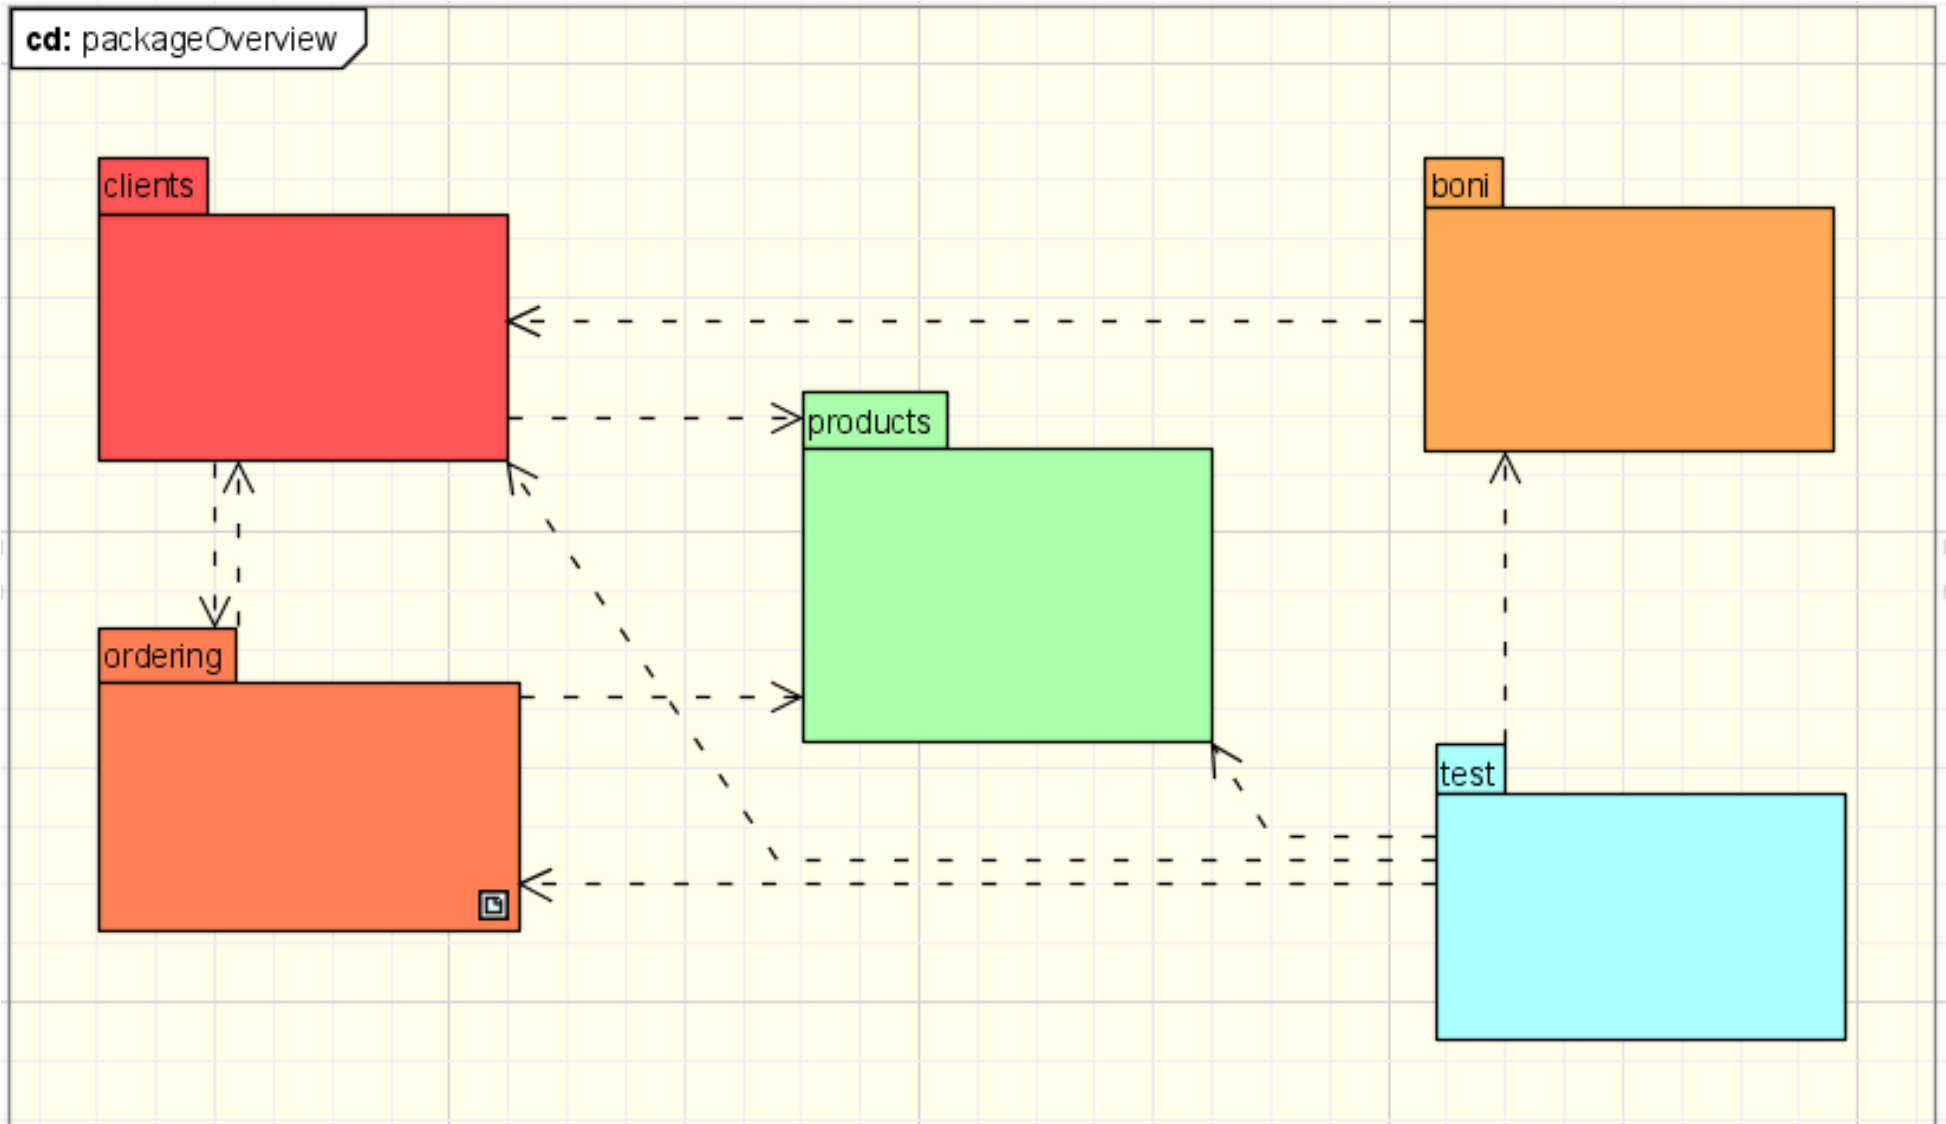 cd: packageOverview
clients
boni
products
ordering
test